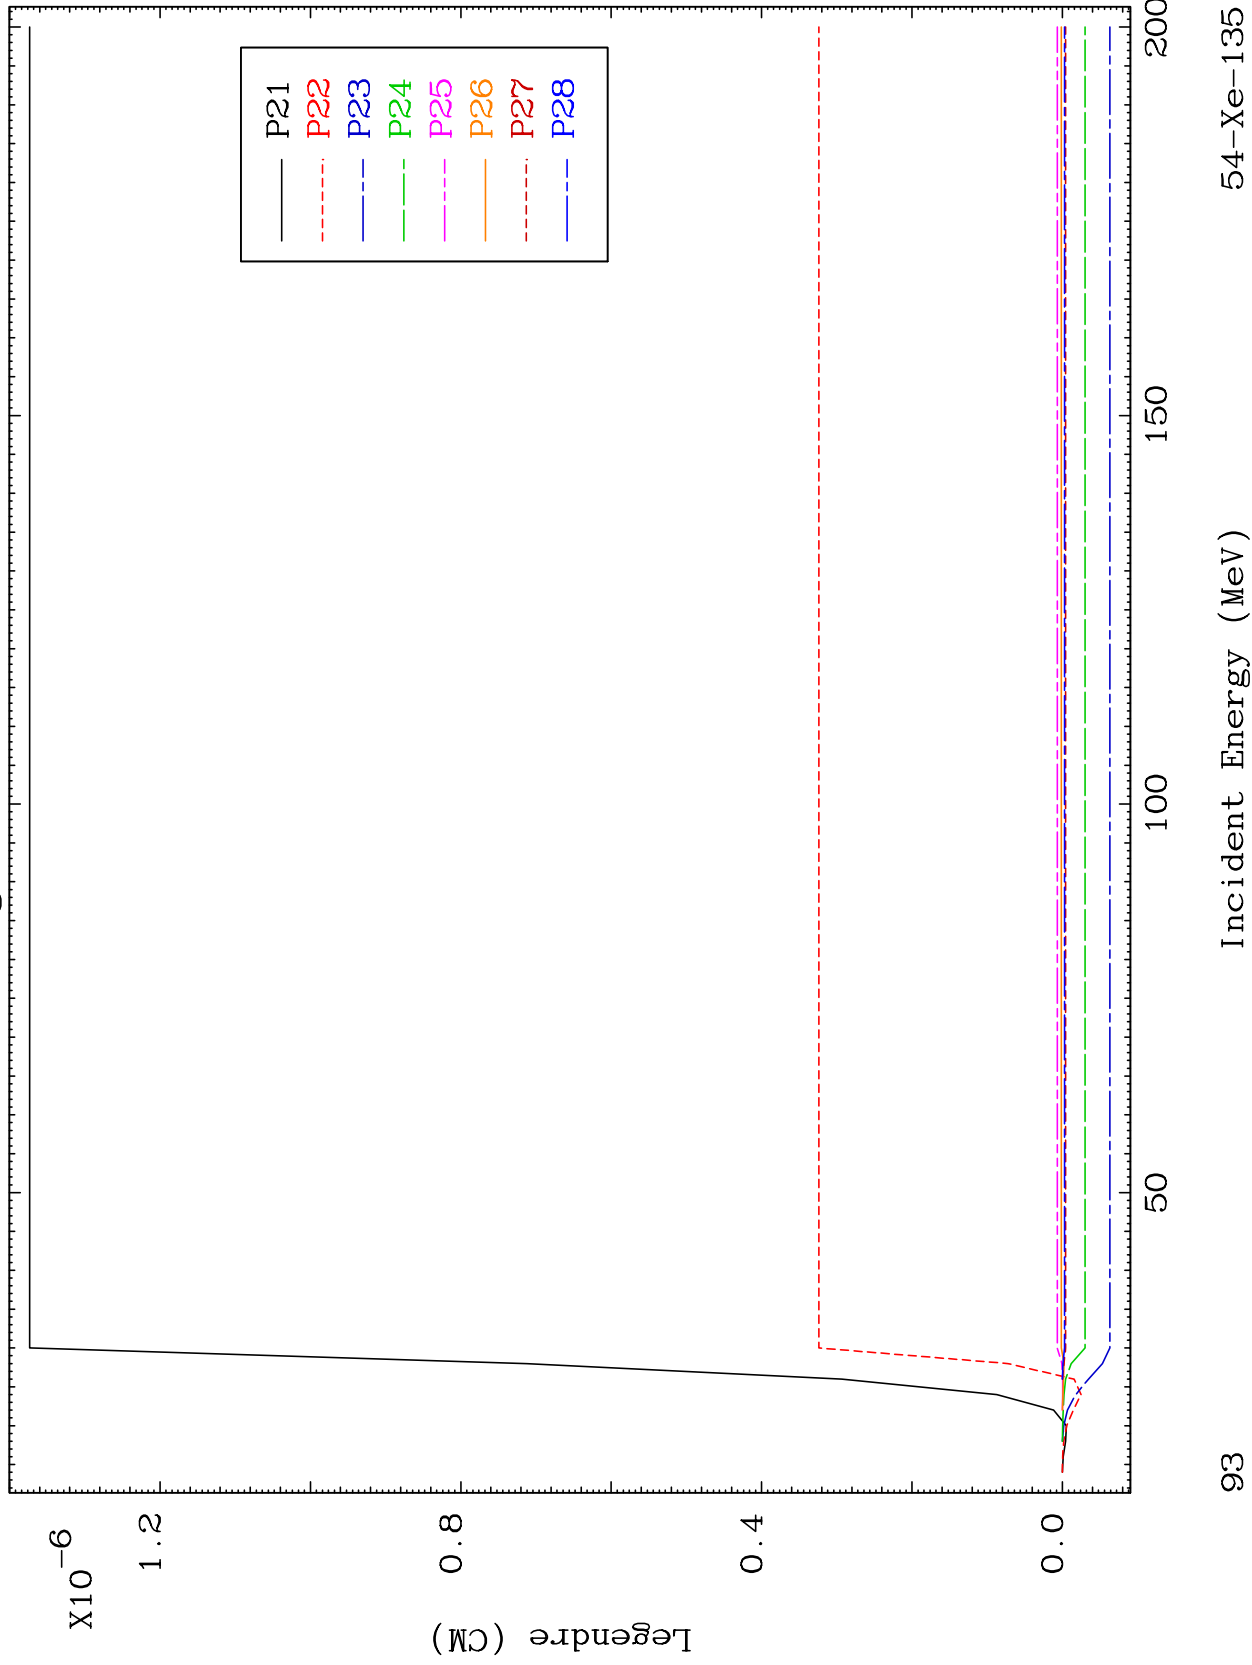 X10⁻⁶
1.2
0.8
0.4
0.0
Legendre (CM)
P21
P22
P23
P24
P25
P26
P27
P28
50
100
150
200
93
Incident Energy (MeV)
54-Xe-135